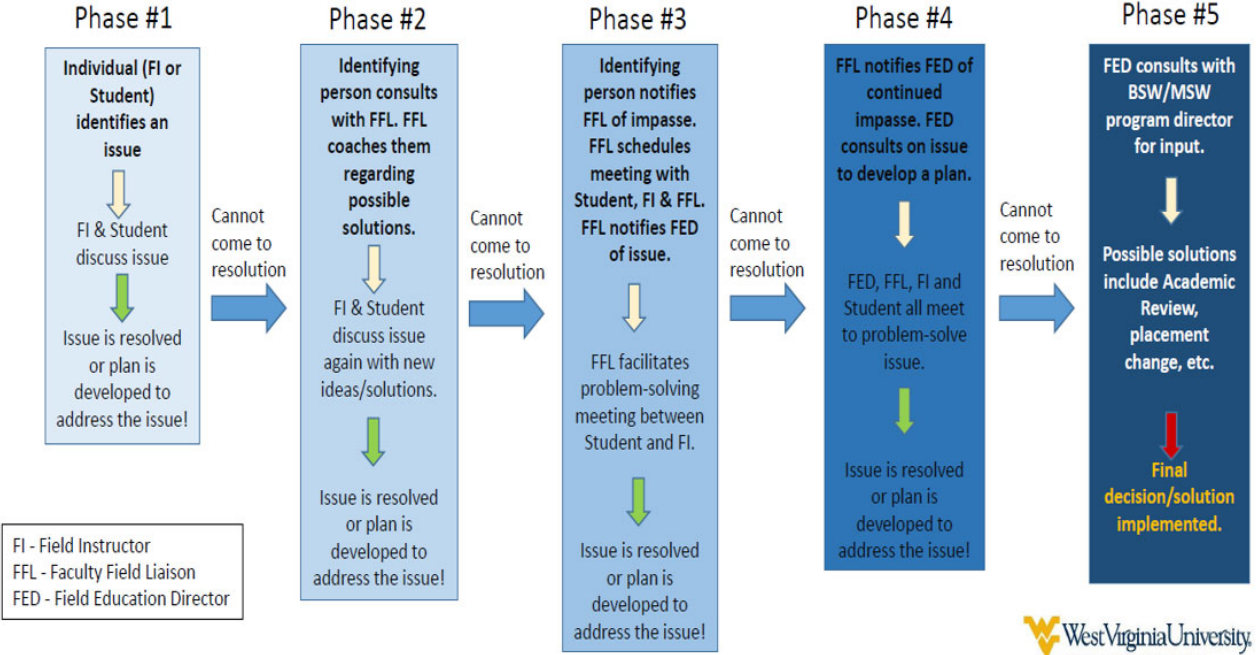 Phase #1
Individual (FI or
Student)
identifies an
issue
FI & Student
discuss issue
Issue is resolved
or plan is
developed to
address the issue!
Cannot
come to
resolution
Phase #2
Identifying
person consults
with FFL. FFL
coaches them
regarding
possible
solutions.
FI & Student
discuss issue
again with new
ideas/solutions.
Issue is resolved
or plan is
developed to
address the issue!
Cannot
come to
resolution
Phase #3
Identifying
person notifies
FFL of impasse.
FFL schedules
meeting with
Student, FI & FFL.
FFL notifies FED
of issue.
FFL facilitates
problem-solving
meeting between
Student and FI.
Issue is resolved
or plan is
developed to
address the issue!
Cannot
come to
resolution
Phase #4
FFL notifies FED of
continued
impasse. FED
consults on issue
to develop a plan.
FED, FFL, FI and
Student all meet
to problem-solve
issue.
Issue is resolved
or plan is
developed to
address the issue!
Cannot
come to
resolution
Phase #5
FED consults with
BSW/MSW
program director
for input.
Possible solutions
include Academic
Review,
placement
change, etc.
Final
decision/solution
implemented.
FI - Field Instructor
FFL - Faculty Field Liaison
FED - Field Education Director
WestVirginiaUniversity.